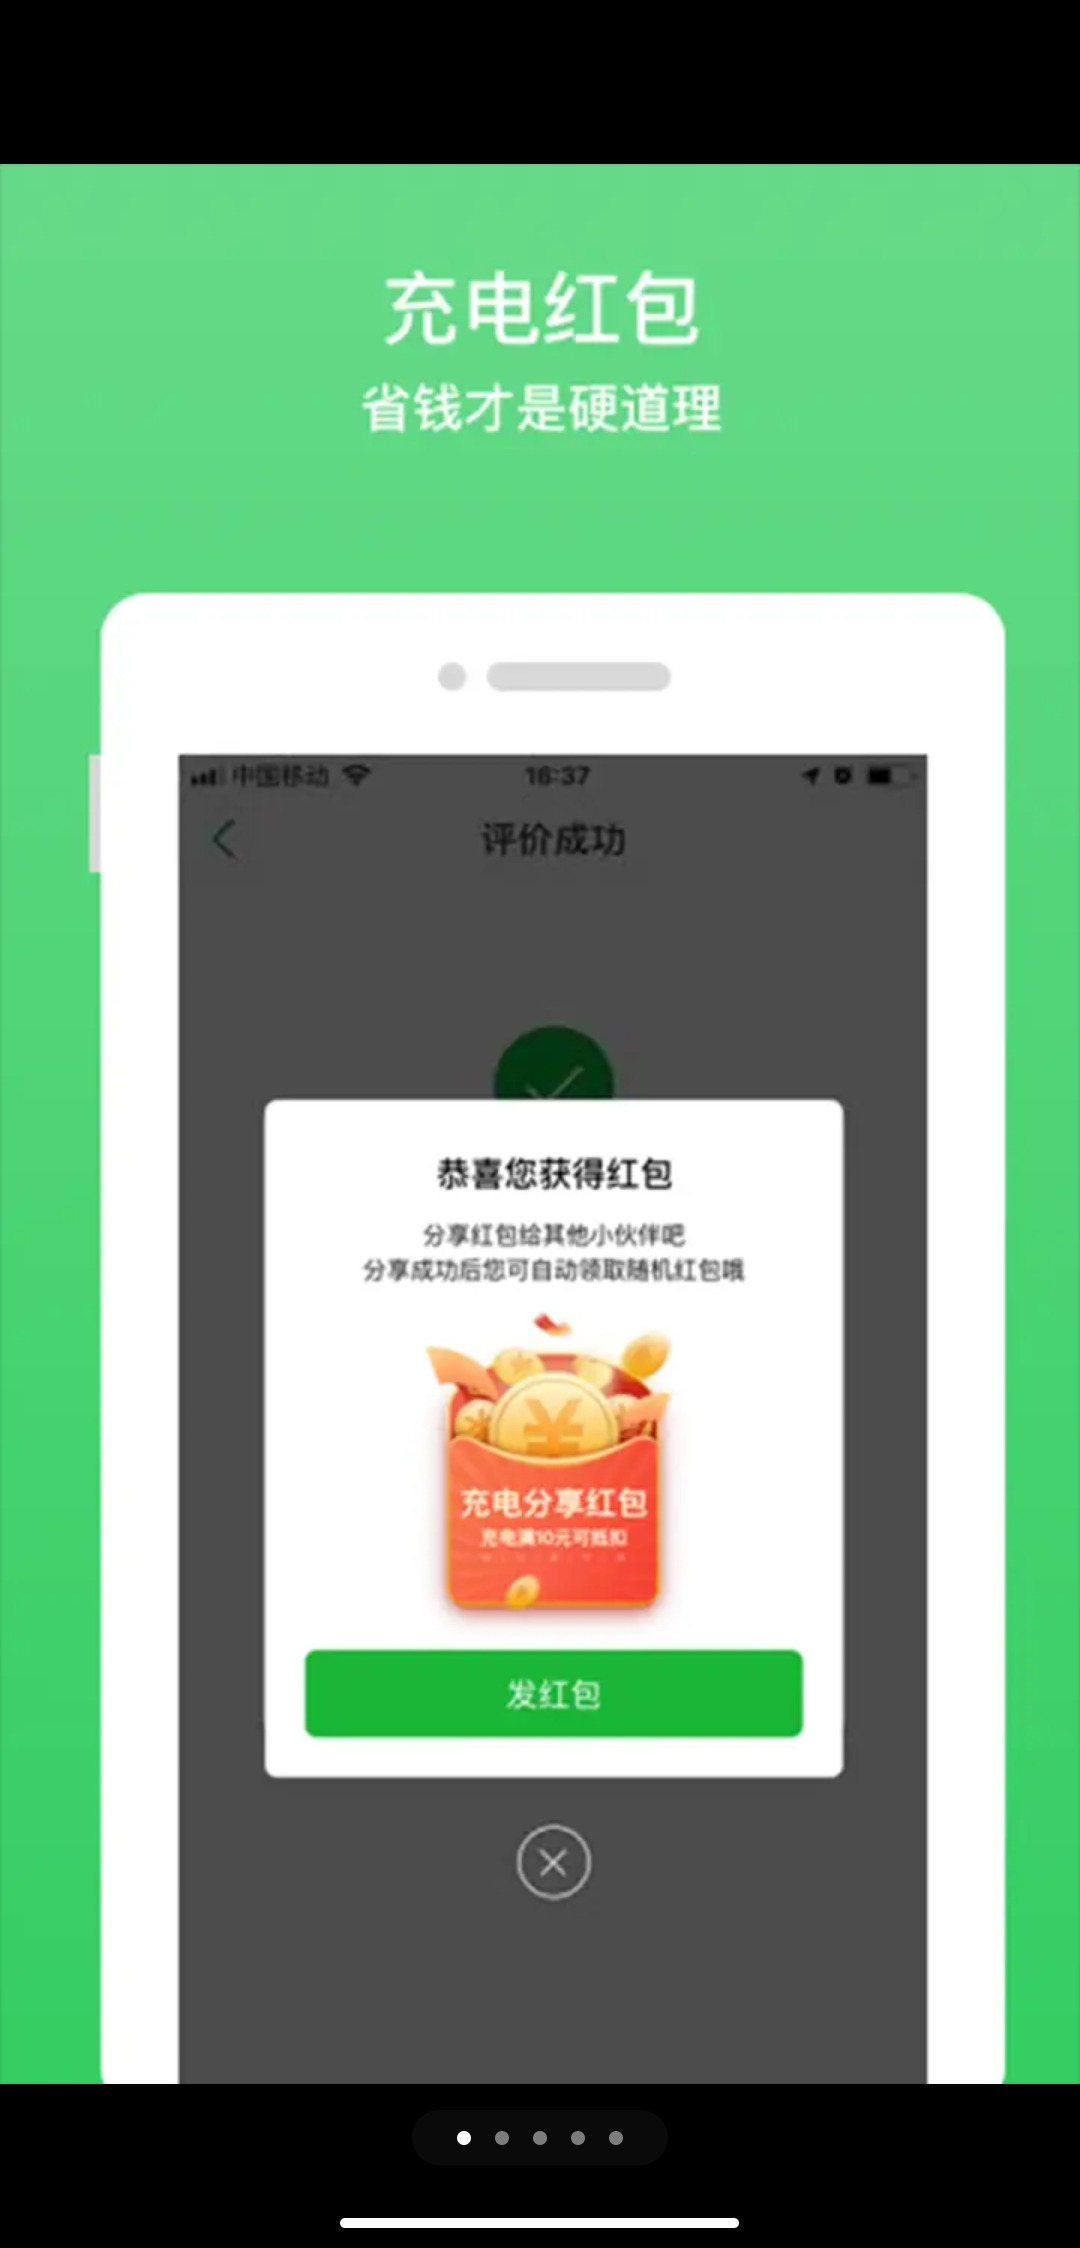 充电红包
省钱才是硬道理
中国移动
16:37
评价成功
恭喜您获得红包
分享红包给其他小伙伴吧
分享成功后您可自动领取随机红包哦
¥
充电分享红包
充电满10元可抵扣
发红包